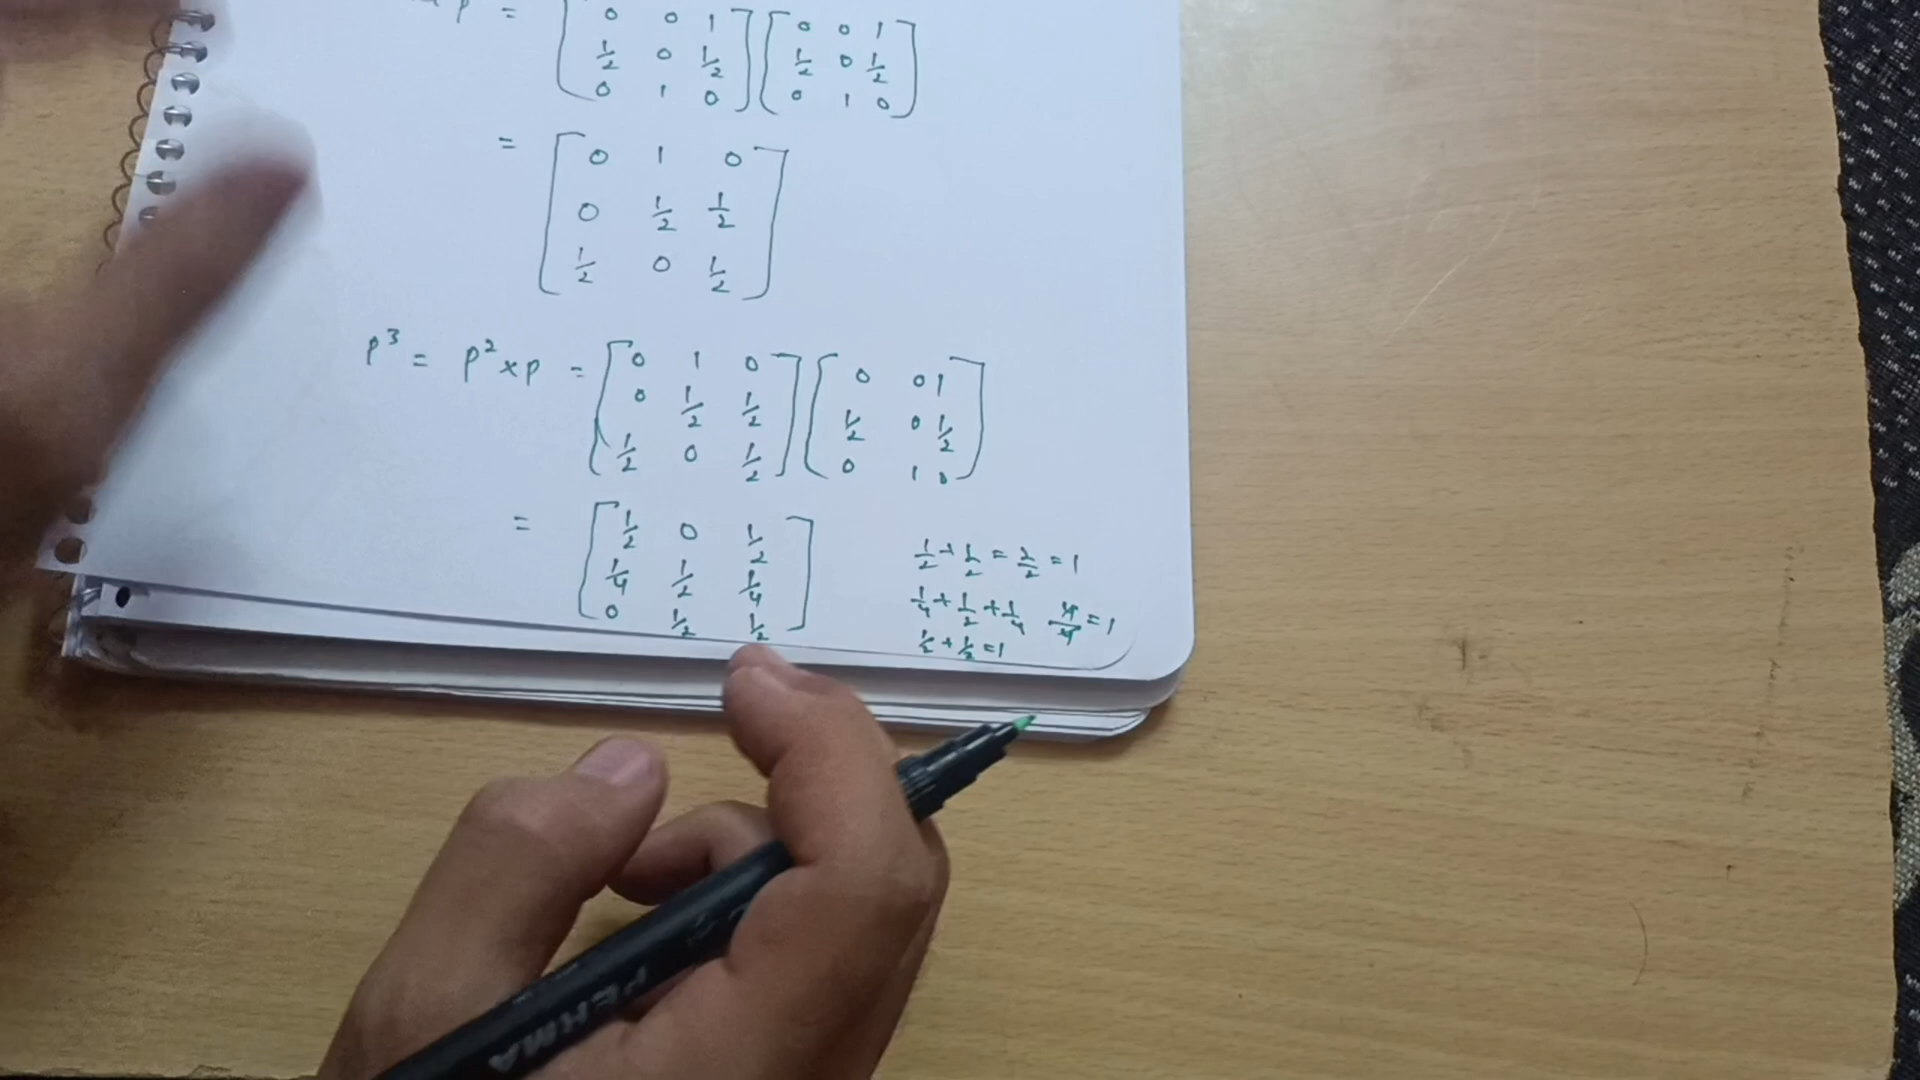 P = [ 0 0 1 ] [ 0 0 1 ]
1/2 0 1/2 1/2 0 1/2
0 1 0 0 1 0
= [ 0 1 0 ]
0 1/2 1/2
1/2 0 1/2
P³ = P² × P = [ 0 1 0 ] [ 0 0 1 ]
0 1/2 1/2 1/2 0 1/2
1/2 0 1/2 0 1 0
= [ 1/2 0 1/2 ]
1/4 1/2 1/4
0 1/2 1/2
1/2 + 1/2 = 2/2 = 1
1/4 + 1/2 + 1/4 4/4 = 1
1/2 + 1/2 = 1
PERMA